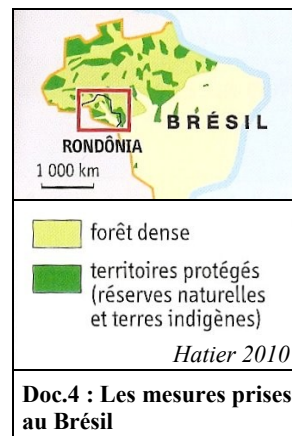 BRÉSIL
RONDÔNIA
1 000 km
forêt dense
territoires protégés
(réserves naturelles
et terres indigènes)
Hatier 2010
Doc.4 : Les mesures prises
au Brésil